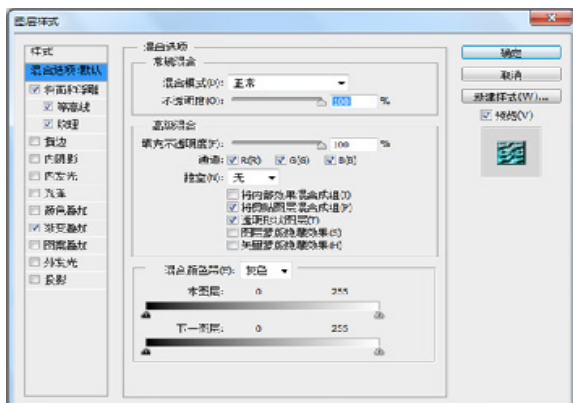 图层样式
样式
混合选项:默认
斜面和浮雕
等高线
纹理
描边
内阴影
内发光
光泽
颜色叠加
渐变叠加
图案叠加
外发光
投影
混合选项
常规混合
混合模式(D): 正常
不透明度(O): 100 %
高级混合
填充不透明度(F): 100 %
通道: R(R) G(G) B(B)
挖空(N): 无
将内部效果混合成组(I)
将剪贴图层混合成组(P)
透明形状图层(T)
图层蒙版隐藏效果(S)
矢量蒙版隐藏效果(H)
混合颜色带(E): 灰色
本图层: 0 255
下一图层: 0 255
确定
取消
新建样式(W)...
预览(V)